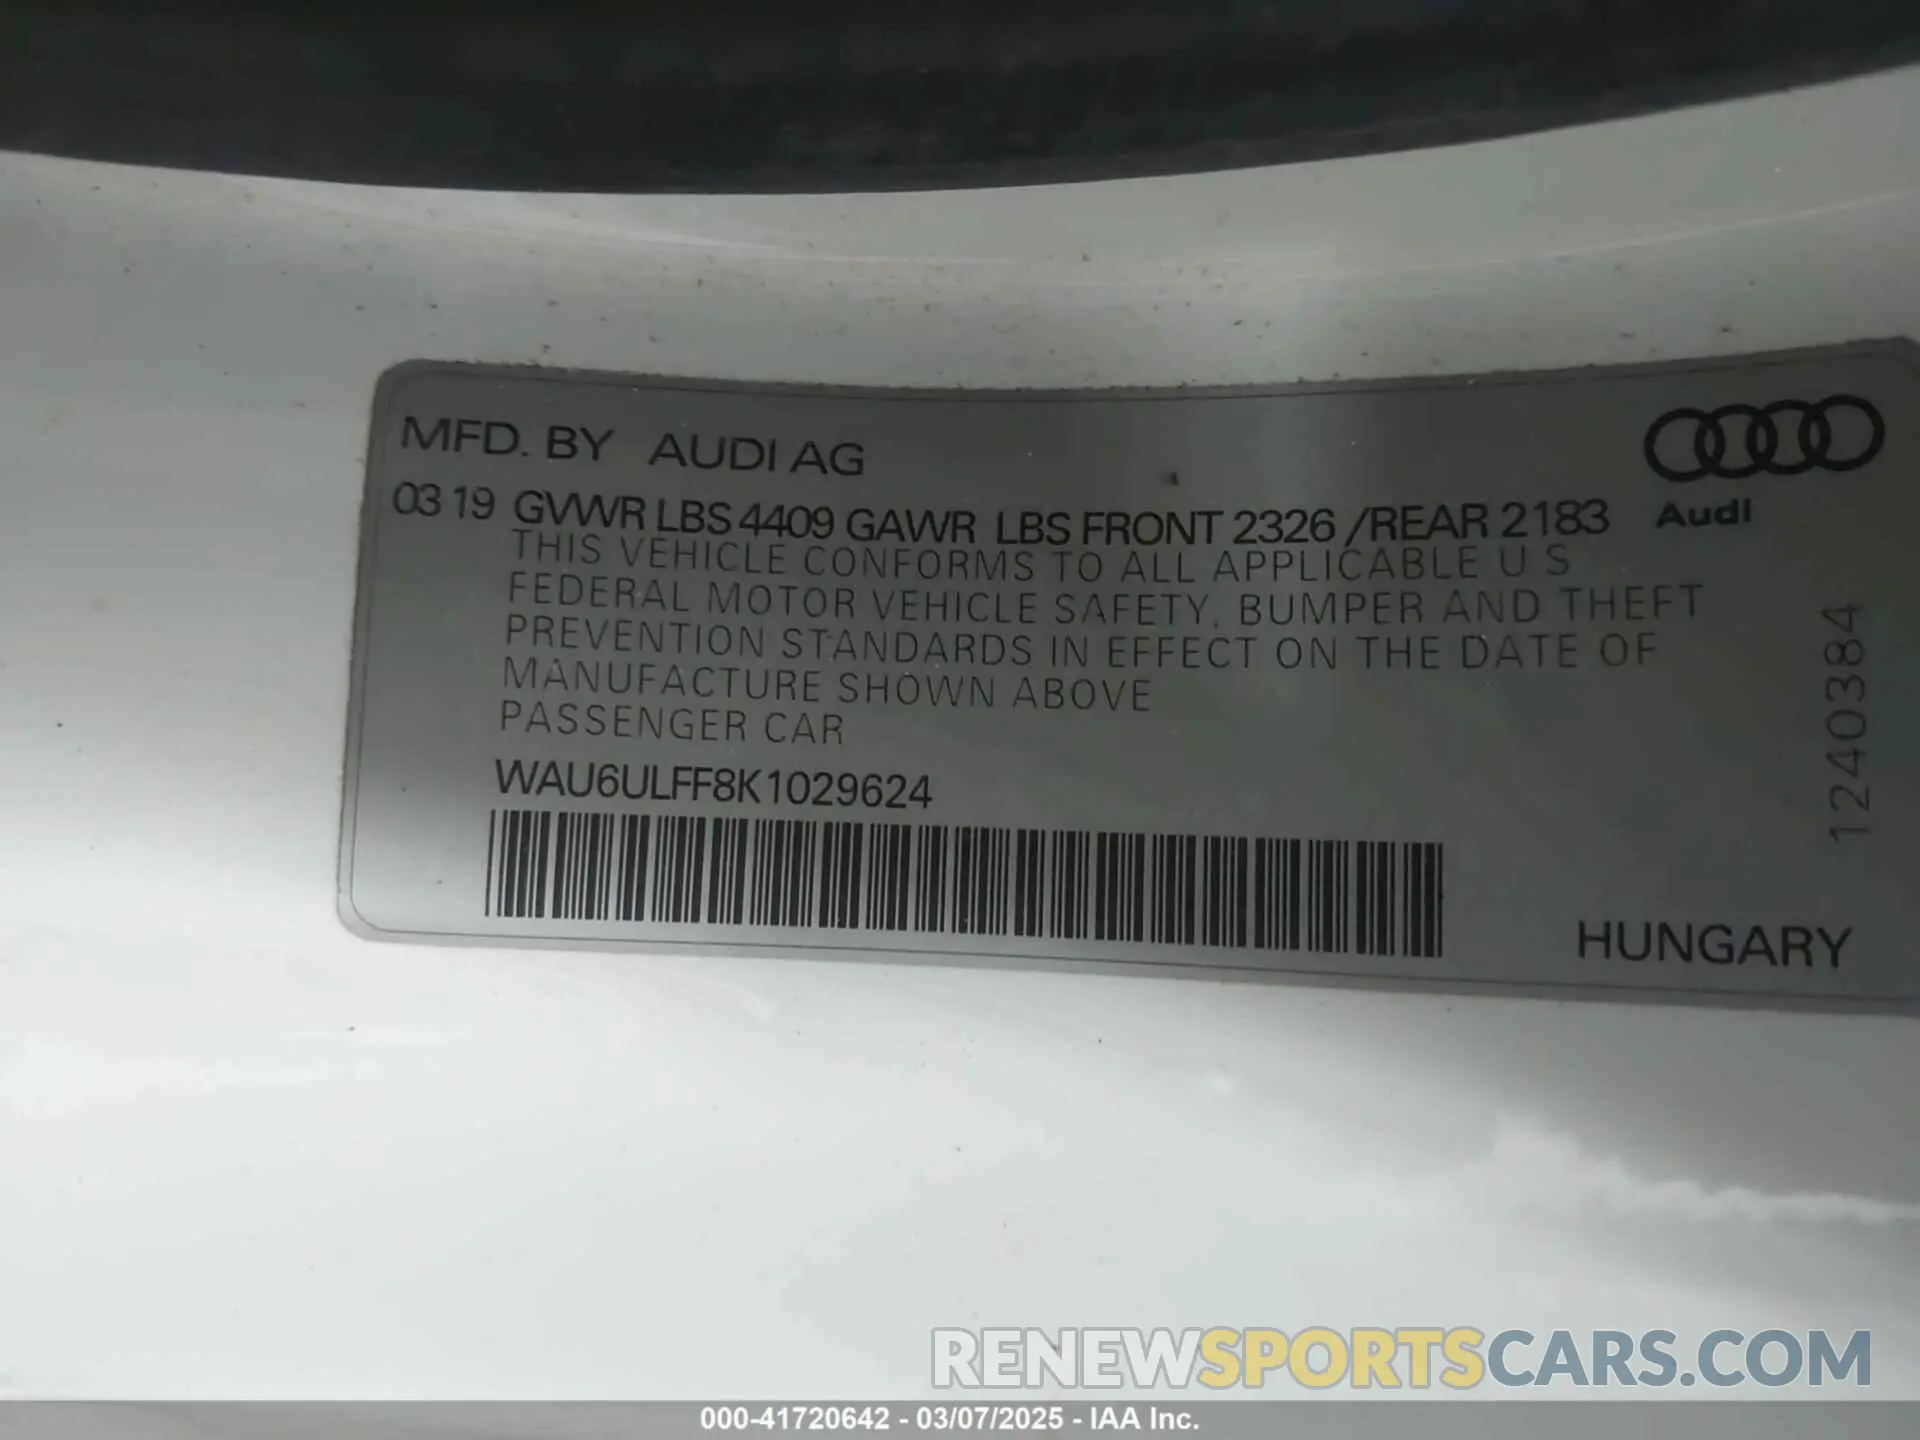 MFD. BY AUDI AG
03 19 GVWR LBS 4409 GAWR LBS FRONT 2326 /REAR 2183
Audi
THIS VEHICLE CONFORMS TO ALL APPLICABLE U S
FEDERAL MOTOR VEHICLE SAFETY, BUMPER AND THEFT
PREVENTION STANDARDS IN EFFECT ON THE DATE OF
MANUFACTURE SHOWN ABOVE
PASSENGER CAR
WAU6ULFF8K1029624
1240384
HUNGARY
RENEWSPORTSCARS.COM
000-41720642 - 03/07/2025 - IAA Inc.